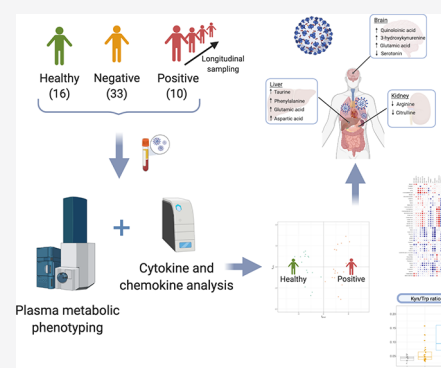 Healthy
(16)
Negative
(33)
Positive
(10)
Longitudinal
sampling
Brain
↑ Quinolinic acid
↑ 3-hydroxykynurenine
↑ Glutamic acid
↓ Serotonin
Liver
↑ Taurine
↑ Phenylalanine
↑ Glutamic acid
↑ Aspartic acid
Kidney
↓ Arginine
↓ Citrulline
+
Cytokine and
chemokine analysis
Plasma metabolic
phenotyping
Healthy
Positive
Kyn/Trp ratio